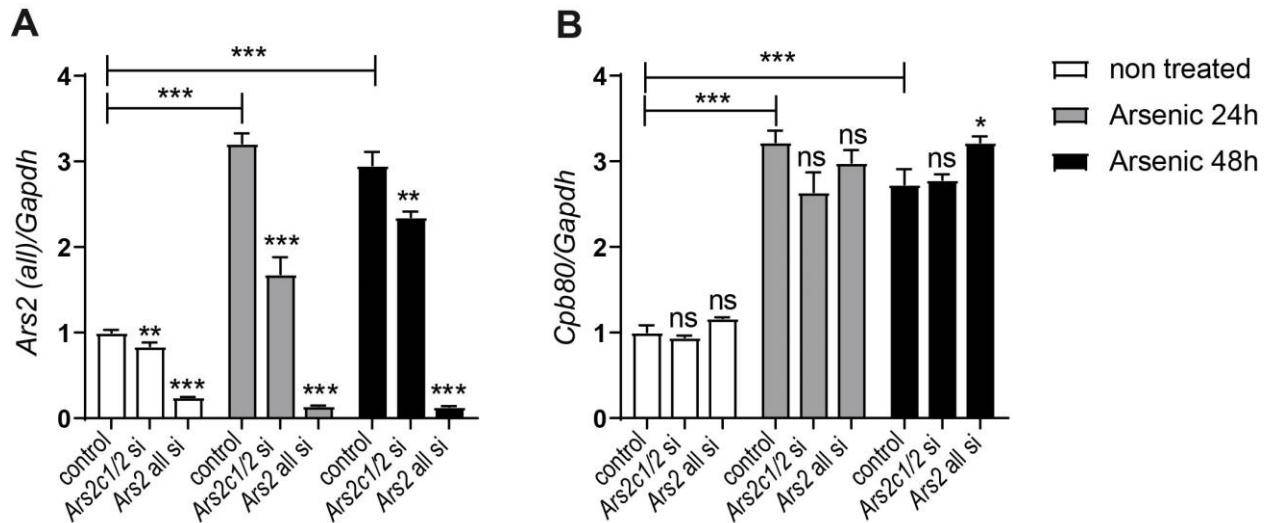 A
Ars2 (all)/Gapdh
4
3
2
1
0
***
***
**
***
***
***
**
***
control
Ars2c1/2 si
Ars2 all si
control
Ars2c1/2 si
Ars2 all si
control
Ars2c1/2 si
Ars2 all si
B
Cpb80/Gapdh
4
3
2
1
0
***
***
ns
ns
ns
ns
ns
*
control
Ars2c1/2 si
Ars2 all si
control
Ars2c1/2 si
Ars2 all si
control
Ars2c1/2 si
Ars2 all si
non treated
Arsenic 24h
Arsenic 48h